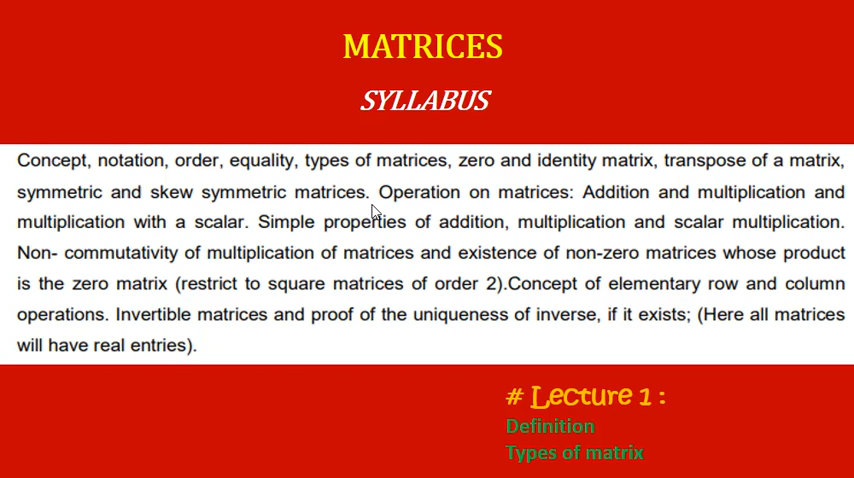 MATRICES
SYLLABUS
Concept, notation, order, equality, types of matrices, zero and identity matrix, transpose of a matrix,
symmetric and skew symmetric matrices. Operation on matrices: Addition and multiplication and
multiplication with a scalar. Simple properties of addition, multiplication and scalar multiplication.
Non- commutativity of multiplication of matrices and existence of non-zero matrices whose product
is the zero matrix (restrict to square matrices of order 2).Concept of elementary row and column
operations. Invertible matrices and proof of the uniqueness of inverse, if it exists; (Here all matrices
will have real entries).
# Lecture 1 :
Definition
Types of matrix